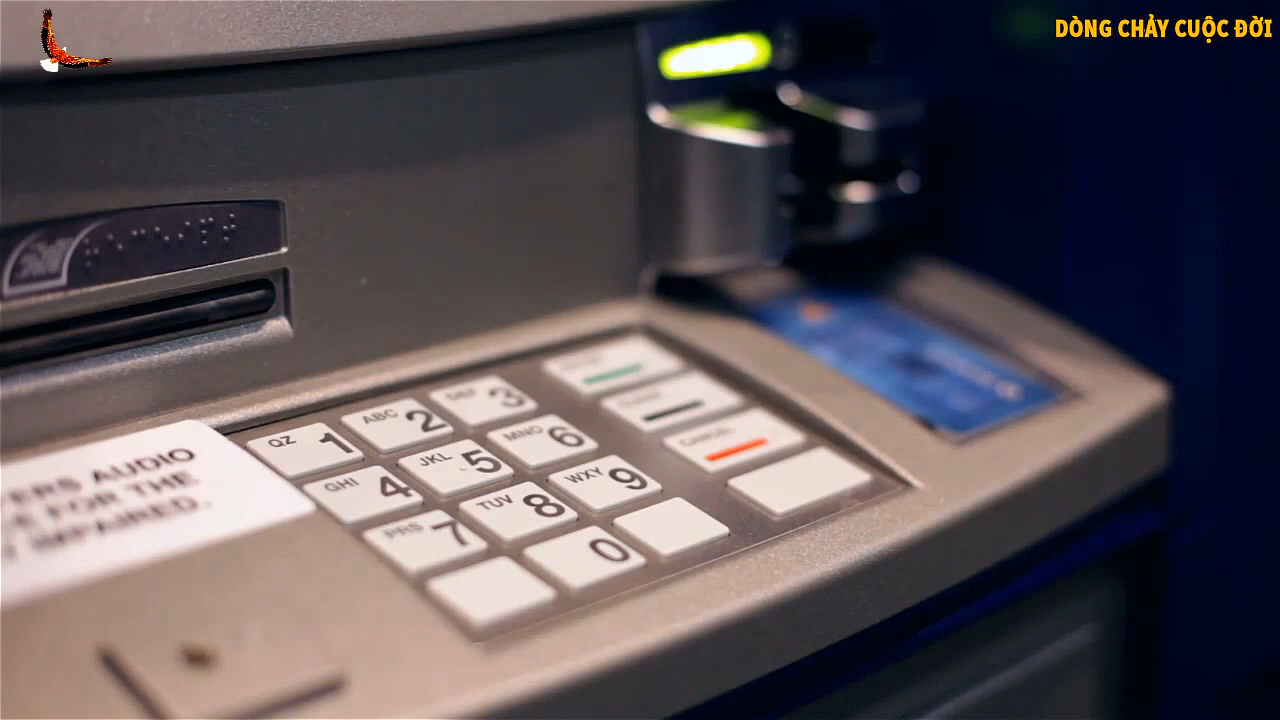 DÒNG CHẢY CUỘC ĐỜI
QZ 1
ABC 2
DEF 3
GHI 4
JKL 5
MNO 6
PRS 7
TUV 8
WXY 9
0
CANCEL
AUDIO
FOR THE
IMPAIRED.